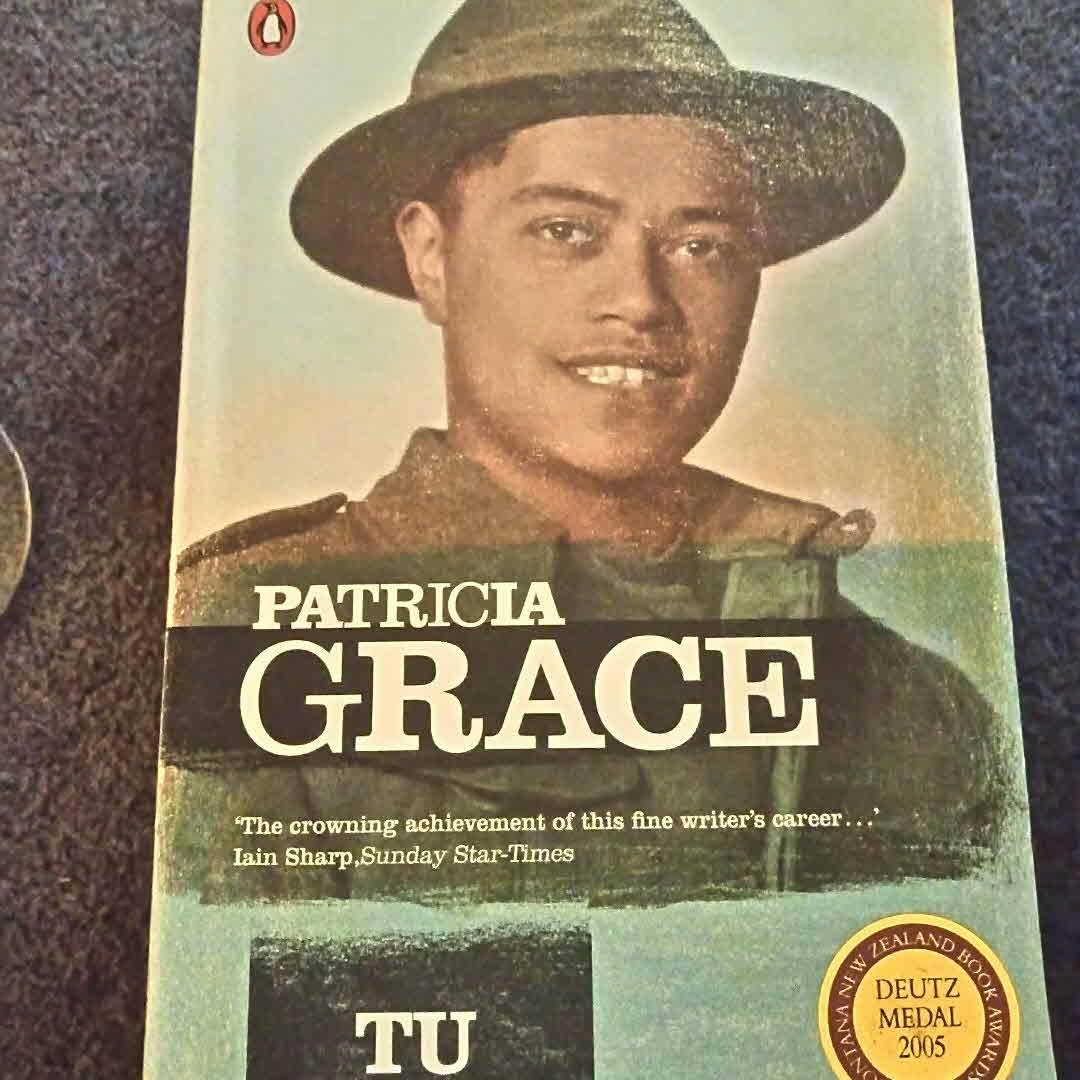 PATRICIA
GRACE
‘The crowning achievement of this fine writer’s career...’
Iain Sharp,Sunday Star-Times
TU
NEW ZEALAND BOOK AWARDS
DEUTZ
MEDAL
2005